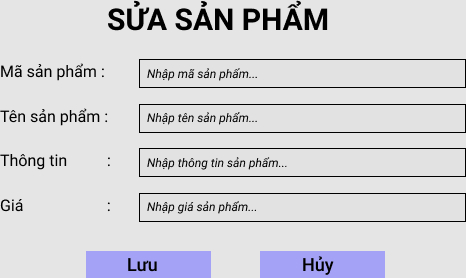 SỬA SẢN PHẨM
Mã sản phẩm : Nhập mã sản phẩm...
Tên sản phẩm : Nhập tên sản phẩm...
Thông tin : Nhập thông tin sản phẩm...
Giá : Nhập giá sản phẩm...
Lưu Hủy